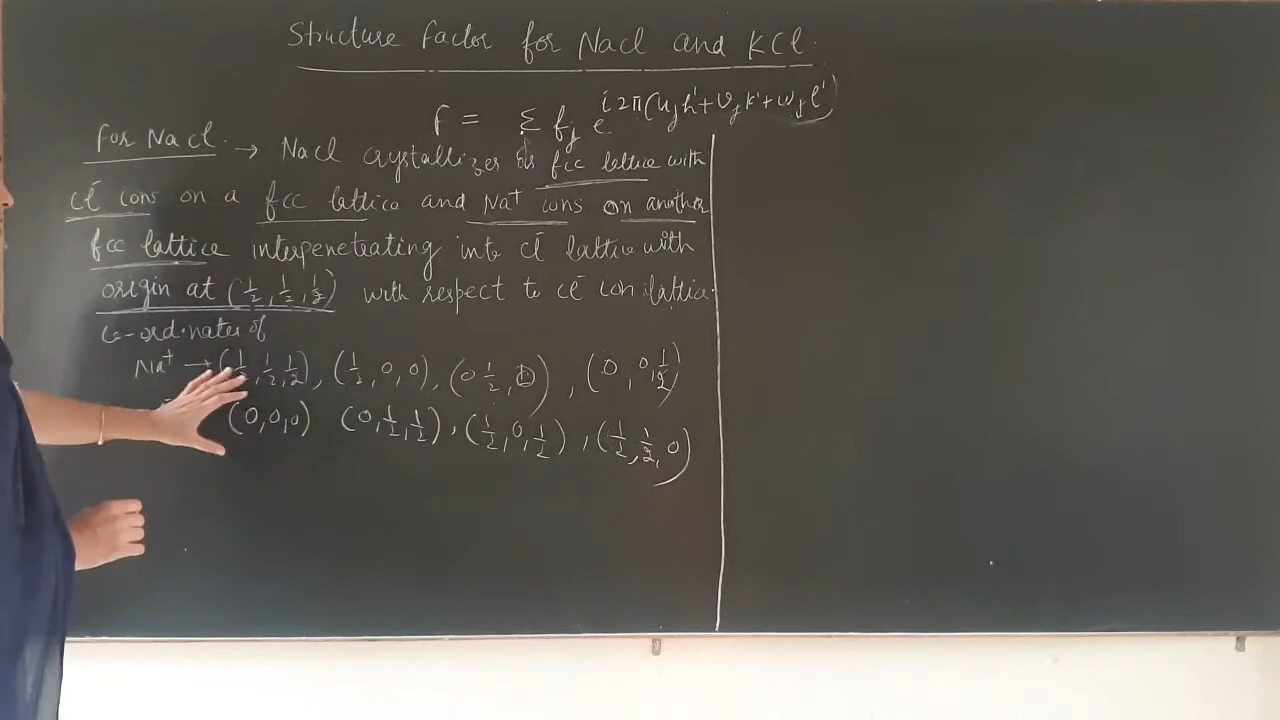 Structure factor for NaCl and KCl.
F = Σ fj e^i2π(ujh'+vjk'+wjl')
For NaCl. → NaCl crystallizes as fcc lattice with
Cl⁻ ions on a fcc lattice and Na⁺ ions on another
fcc lattice interpenetrating into Cl⁻ lattice with
origin at (1/2, 1/2, 1/2) with respect to Cl⁻ ion lattice.
Co-ordinates of
Na⁺ → (1/2, 1/2, 1/2), (1/2, 0, 0), (0 1/2, 0), (0, 0, 1/2)
(0,0,0) (0, 1/2, 1/2), (1/2, 0, 1/2), (1/2, 1/2, 0)